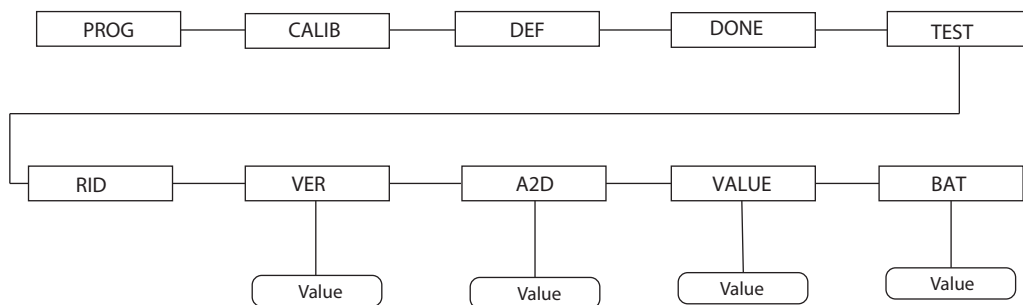 PROG CALIB DEF DONE TEST
RID VER A2D VALUE BAT
Value Value Value Value